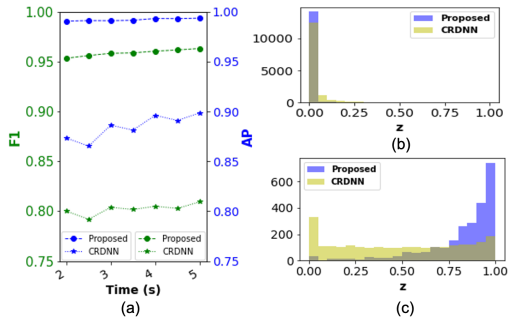 1.00
0.95
0.90
0.85
0.80
0.75
F1
1.00
0.95
0.90
0.85
0.80
0.75
AP
Proposed
CRDNN
Proposed
CRDNN
2
3
4
5
Time (s)
(a)
10000
5000
0
Proposed
CRDNN
0.00 0.25 0.50 0.75 1.00
z
(b)
600
400
200
0
Proposed
CRDNN
0.00 0.25 0.50 0.75 1.00
z
(c)